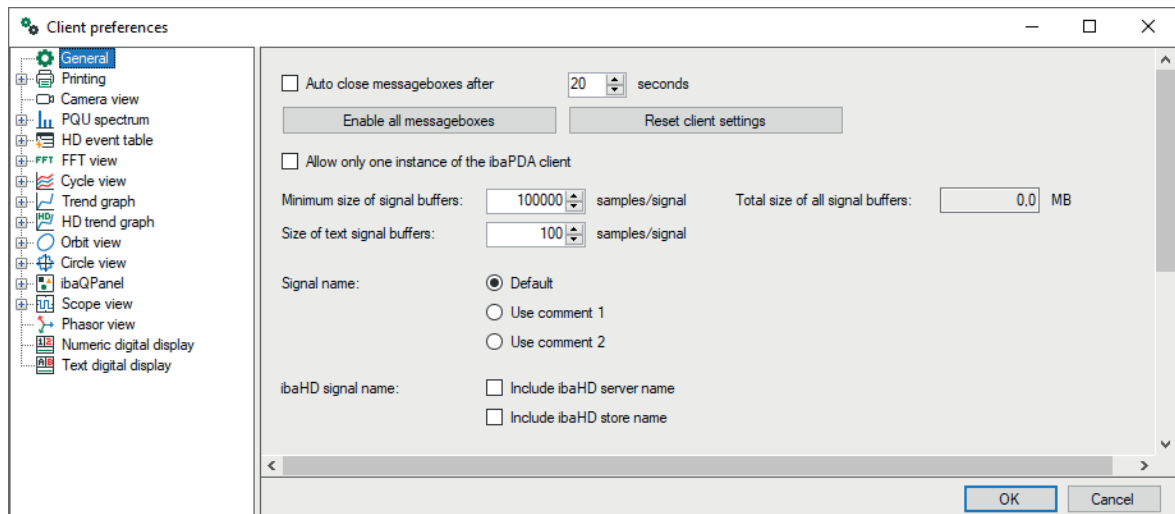 Client preferences
General
Printing
Camera view
PQU spectrum
HD event table
FFT FFT view
Cycle view
Trend graph
HD HD trend graph
Orbit view
Circle view
ibaQPanel
Scope view
Phasor view
12 Numeric digital display
AB Text digital display
Auto close messageboxes after 20 seconds
Enable all messageboxes Reset client settings
Allow only one instance of the ibaPDA client
Minimum size of signal buffers: 100000 samples/signal Total size of all signal buffers: 0,0 MB
Size of text signal buffers: 100 samples/signal
Signal name: Default
Use comment 1
Use comment 2
ibaHD signal name: Include ibaHD server name
Include ibaHD store name
OK Cancel